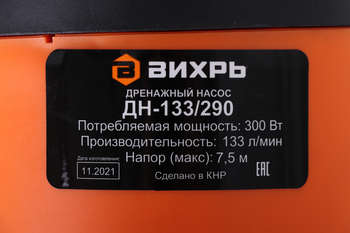 ВИХРЬ
ДРЕНАЖНЫЙ НАСОС
ДН-133/290
Потребляемая мощность: 300 Вт
Производительность: 133 л/мин
Напор (макс): 7,5 м
Дата изготовления:
11.2021
Сделано в КНР
ЕАС